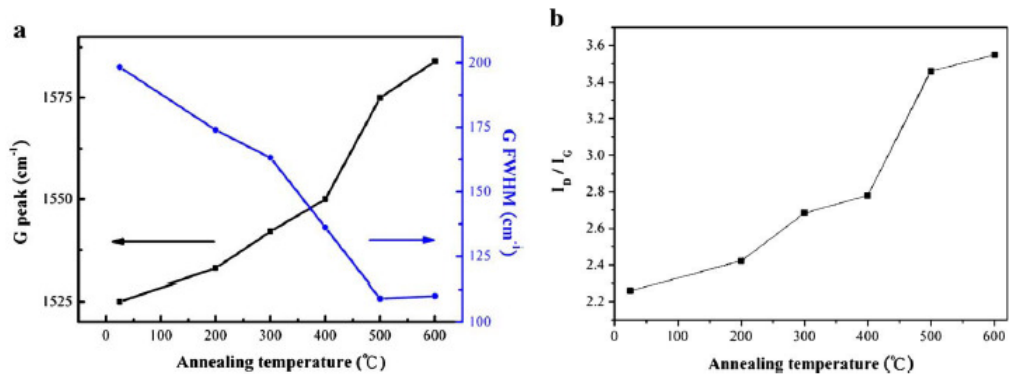 a
G peak (cm⁻¹)
1575
1550
1525
200
175
150
125
100
G FWHM (cm⁻¹)
0 100 200 300 400 500 600
Annealing temperature (℃)
b
I_D / I_G
3.6
3.4
3.2
3.0
2.8
2.6
2.4
2.2
0 100 200 300 400 500 600
Annealing temperature (℃)